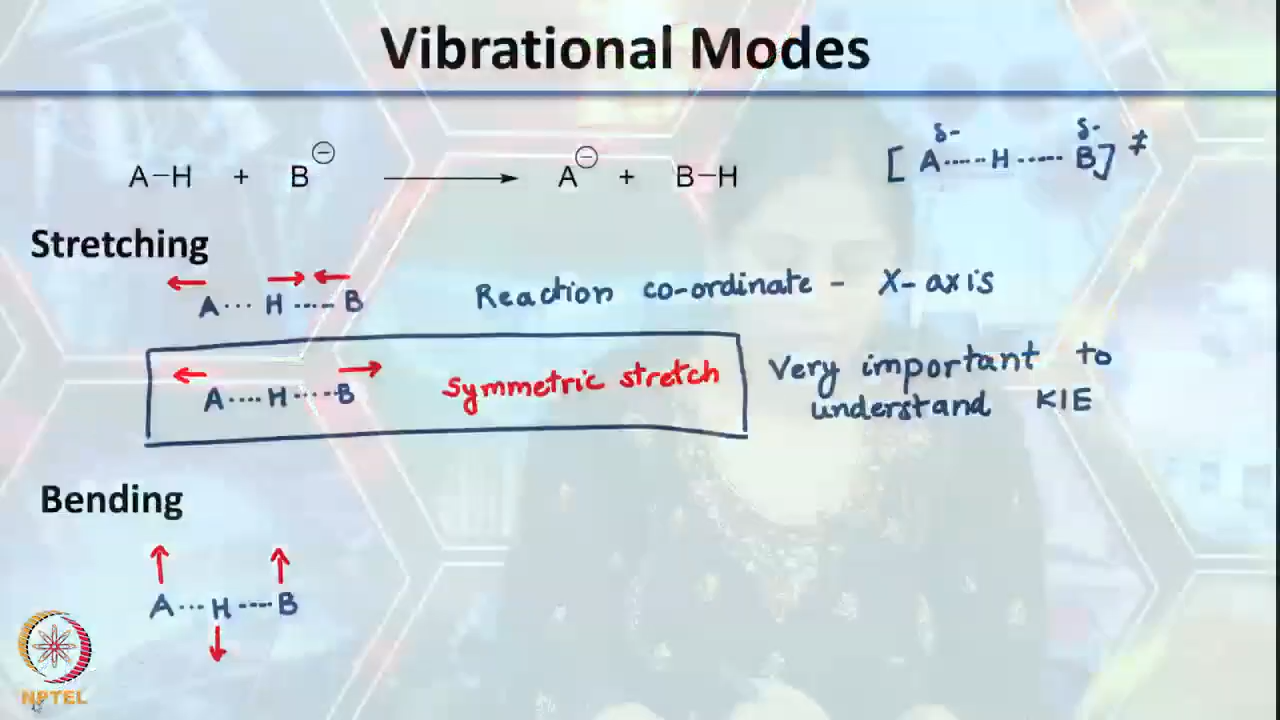 Vibrational Modes
A-H + B⊖ → A⊖ + B-H
[A δ- ····· H ····· B δ-]‡
Stretching
A··· H ····- B
Reaction co-ordinate - X-axis
A···· H ····· B
Symmetric stretch
Very important to
understand KIE
Bending
A ··· H ---- B
NPTEL